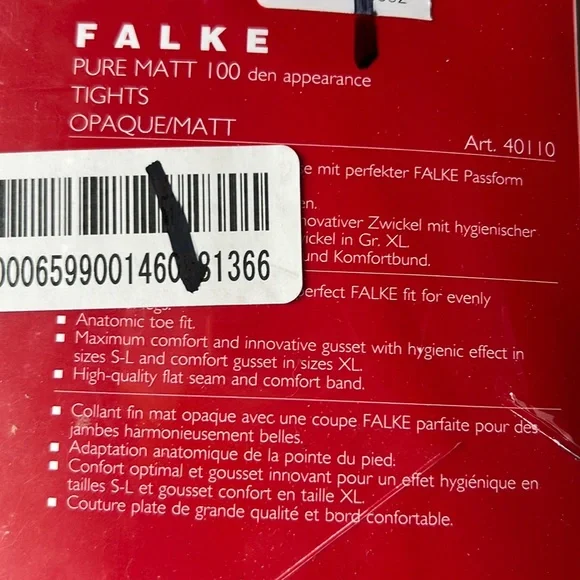 FALKE
PURE MATT 100 den appearance
TIGHTS
OPAQUE/MATT
Art. 40110
mit perfekter FALKE Passform
novativer Zwickel mit hygienischer
in Gr. XL.
und Komfortbund.
perfect FALKE fit for evenly
Anatomic toe fit.
Maximum comfort and innovative gusset with hygienic effect in
sizes S-L and comfort gusset in sizes XL.
High-quality flat seam and comfort band.
Collant fin mat opaque avec une coupe FALKE parfaite pour des
jambes harmonieusement belles.
Adaptation anatomique de la pointe du pied.
Confort optimal et gousset innovant pour un effet hygiénique en
tailles S-L et gousset confort en taille XL.
Couture plate de grande qualité et bord confortable.